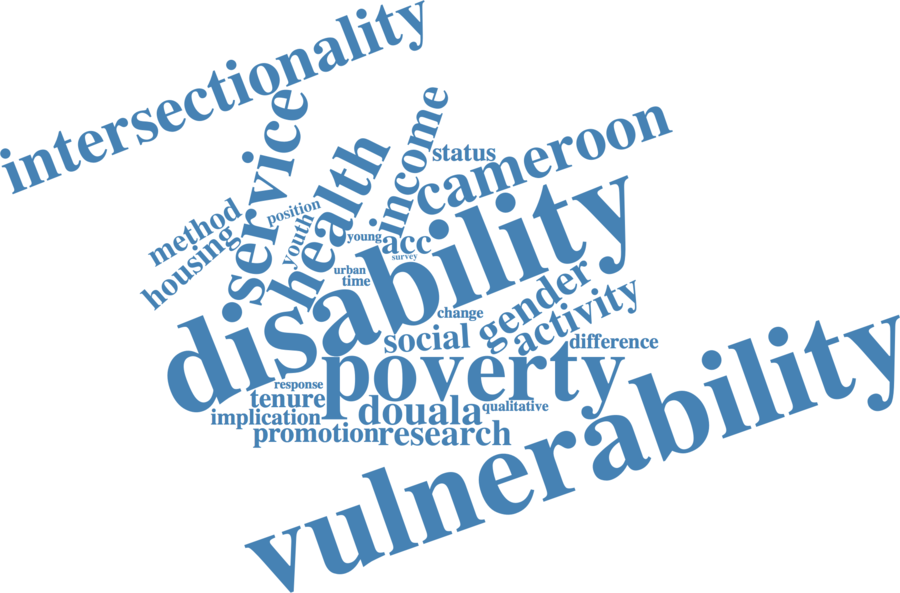 intersectionality
service
income
status
cameroon
health
method
position
housing
youth
young
acc
survey
urban
time
disability
change
gender
activity
social
difference
poverty
response
tenure
douala
qualitative
implication
promotion
research
vulnerability